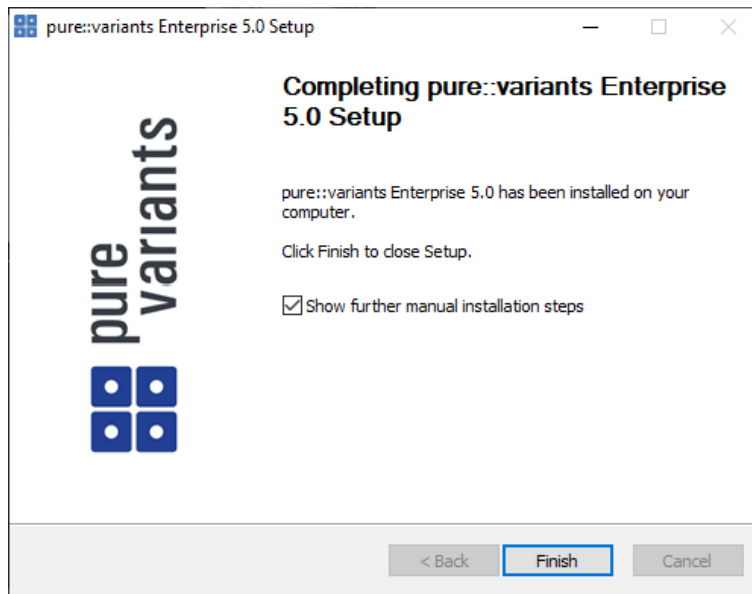 pure::variants Enterprise 5.0 Setup
Completing pure::variants Enterprise
5.0 Setup
pure
variants
pure::variants Enterprise 5.0 has been installed on your
computer.
Click Finish to close Setup.
Show further manual installation steps
< Back
Finish
Cancel